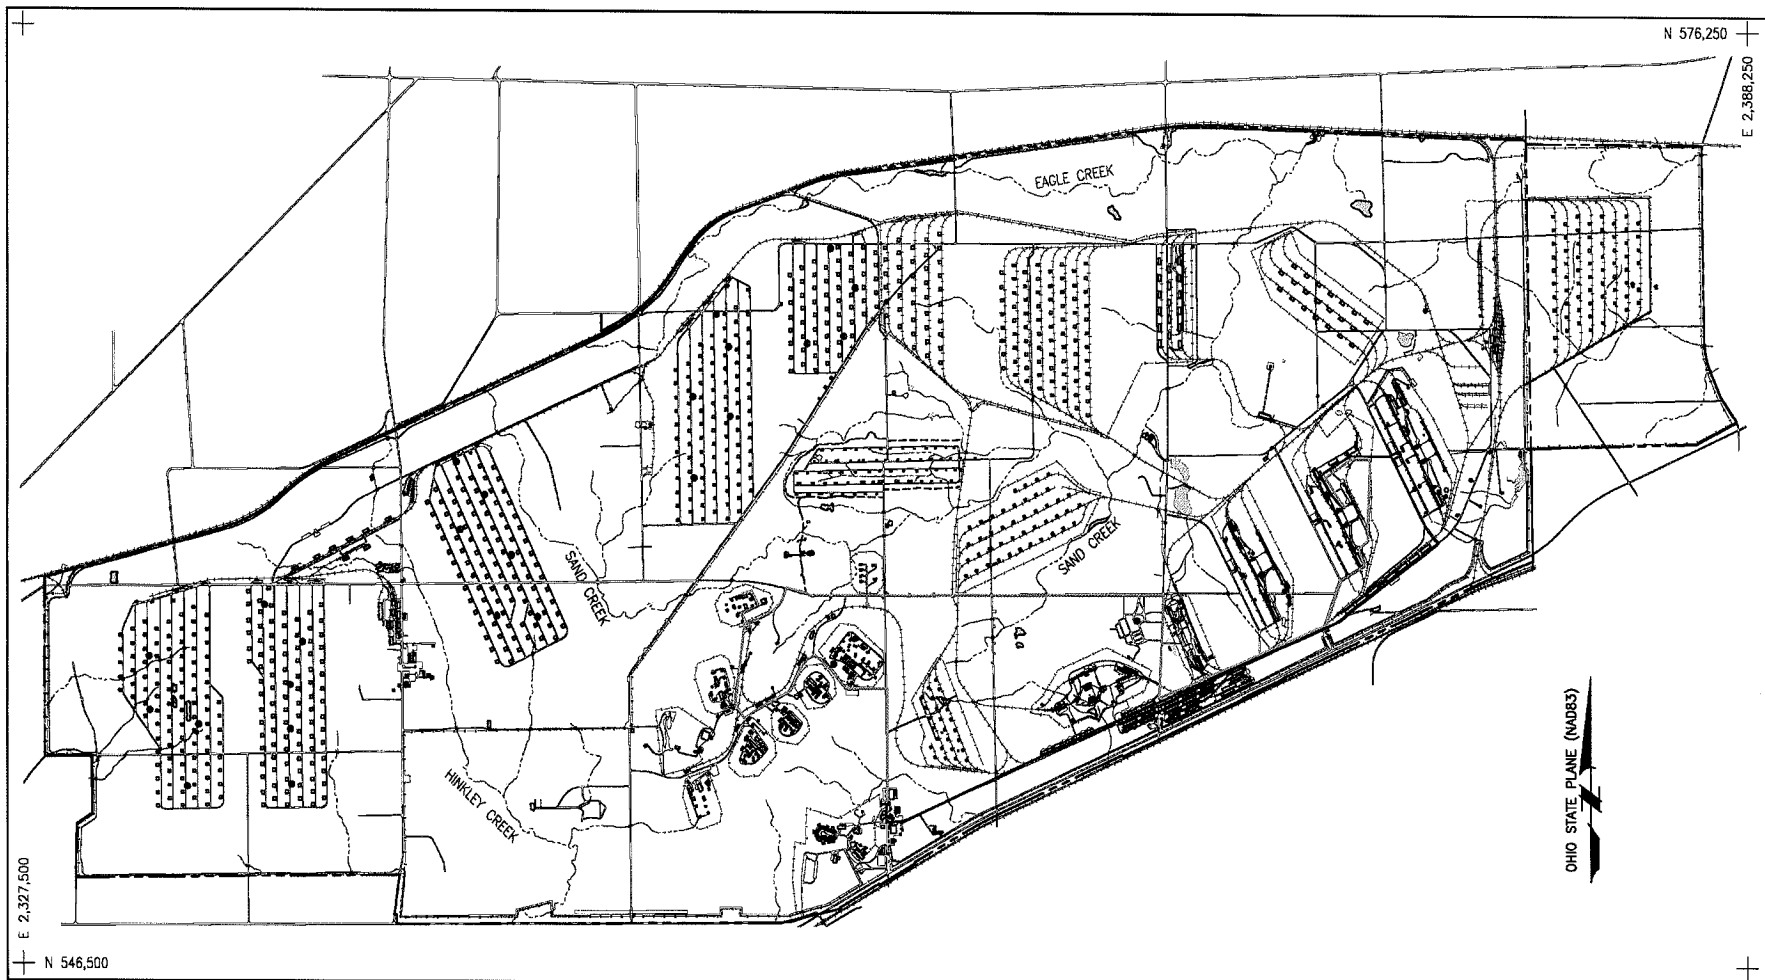 N 576,250
E 2,388,250
EAGLE CREEK
SAND CREEK
SAND CREEK
HINKLEY CREEK
OHIO STATE PLANE (NAD83)
N
E 2,327,500
N 546,500